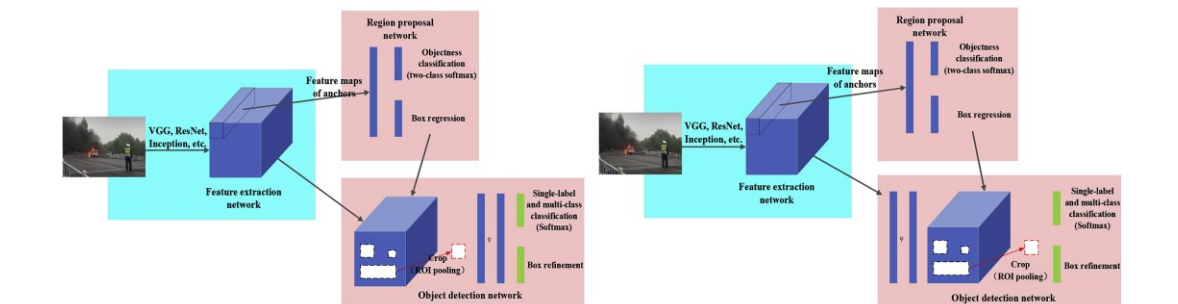 Region proposal
network
Objectness
classification
(two-class softmax)
Feature maps
of anchors
Box regression
VGG, ResNet,
Inception, etc.
Feature extraction
network
Single-label
and multi-class
classification
(Softmax)
Crop
(ROI pooling)
Box refinement
Object detection network
Region proposal
network
Objectness
classification
(two-class softmax)
Feature maps
of anchors
Box regression
VGG, ResNet,
Inception, etc.
Feature extraction
network
Single-label
and multi-class
classification
(Softmax)
Crop
(ROI pooling)
Box refinement
Object detection network